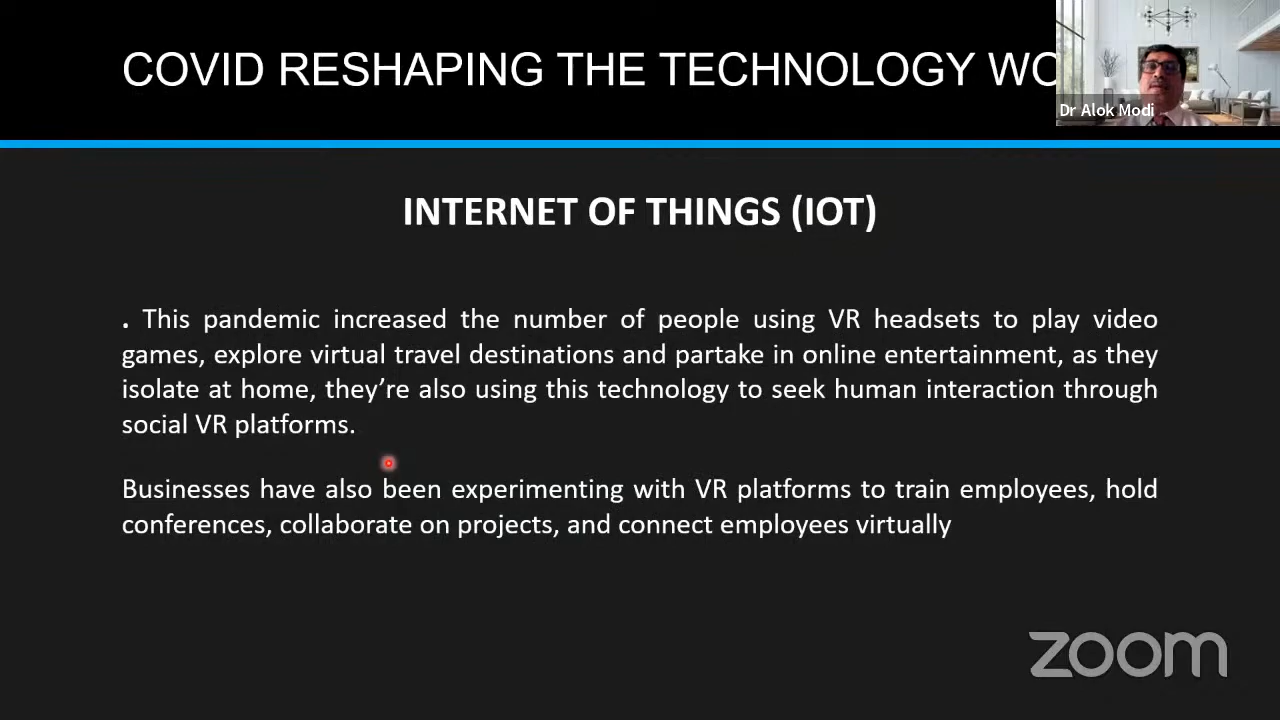 COVID RESHAPING THE TECHNOLOGY
Dr Alok Modi
INTERNET OF THINGS (IOT)
. This pandemic increased the number of people using VR headsets to play video
games, explore virtual travel destinations and partake in online entertainment, as they
isolate at home, they’re also using this technology to seek human interaction through
social VR platforms.
Businesses have also been experimenting with VR platforms to train employees, hold
conferences, collaborate on projects, and connect employees virtually
zoom